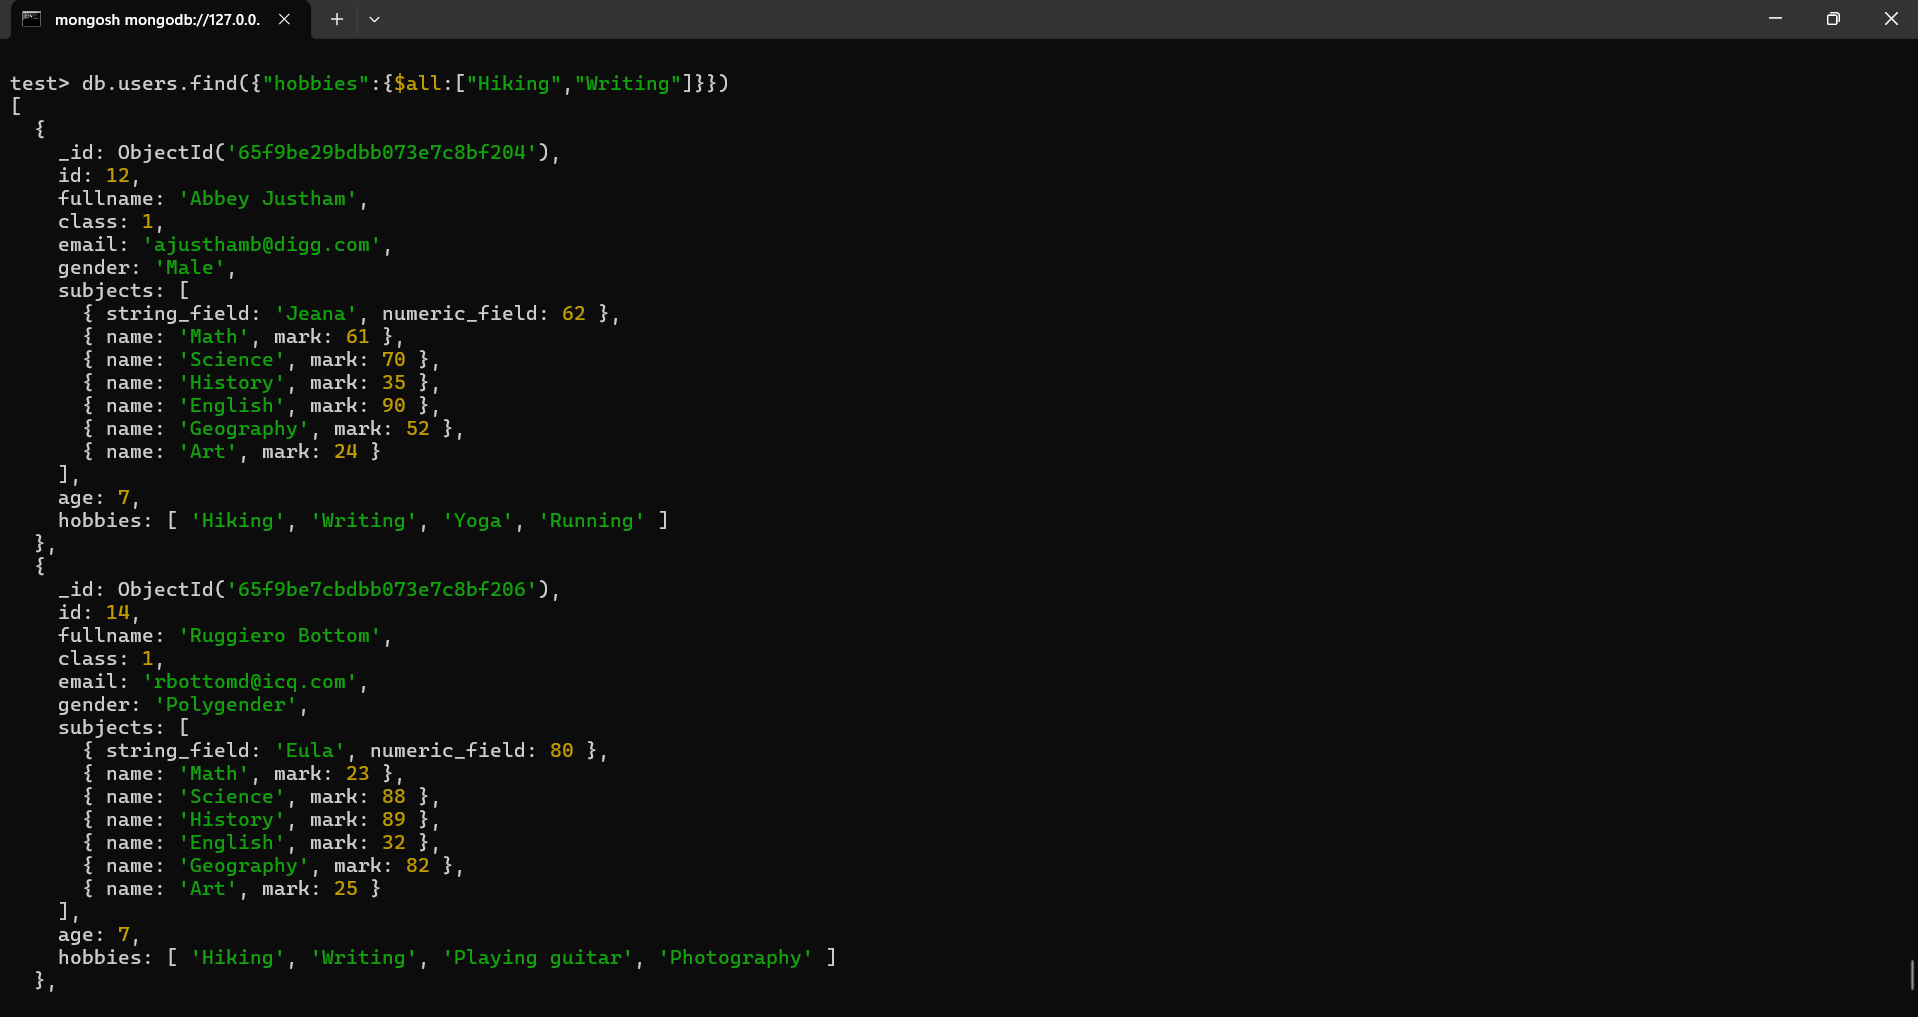 mongosh mongodb://127.0.0.
test> db.users.find({"hobbies":{$all:["Hiking","Writing"]}})
[
  {
    _id: ObjectId('65f9be29bdbb073e7c8bf204'),
    id: 12,
    fullname: 'Abbey Justham',
    class: 1,
    email: 'ajusthamb@digg.com',
    gender: 'Male',
    subjects: [
      { string_field: 'Jeana', numeric_field: 62 },
      { name: 'Math', mark: 61 },
      { name: 'Science', mark: 70 },
      { name: 'History', mark: 35 },
      { name: 'English', mark: 90 },
      { name: 'Geography', mark: 52 },
      { name: 'Art', mark: 24 }
    ],
    age: 7,
    hobbies: [ 'Hiking', 'Writing', 'Yoga', 'Running' ]
  },
  {
    _id: ObjectId('65f9be7cbdbb073e7c8bf206'),
    id: 14,
    fullname: 'Ruggiero Bottom',
    class: 1,
    email: 'rbottomd@icq.com',
    gender: 'Polygender',
    subjects: [
      { string_field: 'Eula', numeric_field: 80 },
      { name: 'Math', mark: 23 },
      { name: 'Science', mark: 88 },
      { name: 'History', mark: 89 },
      { name: 'English', mark: 32 },
      { name: 'Geography', mark: 82 },
      { name: 'Art', mark: 25 }
    ],
    age: 7,
    hobbies: [ 'Hiking', 'Writing', 'Playing guitar', 'Photography' ]
  },